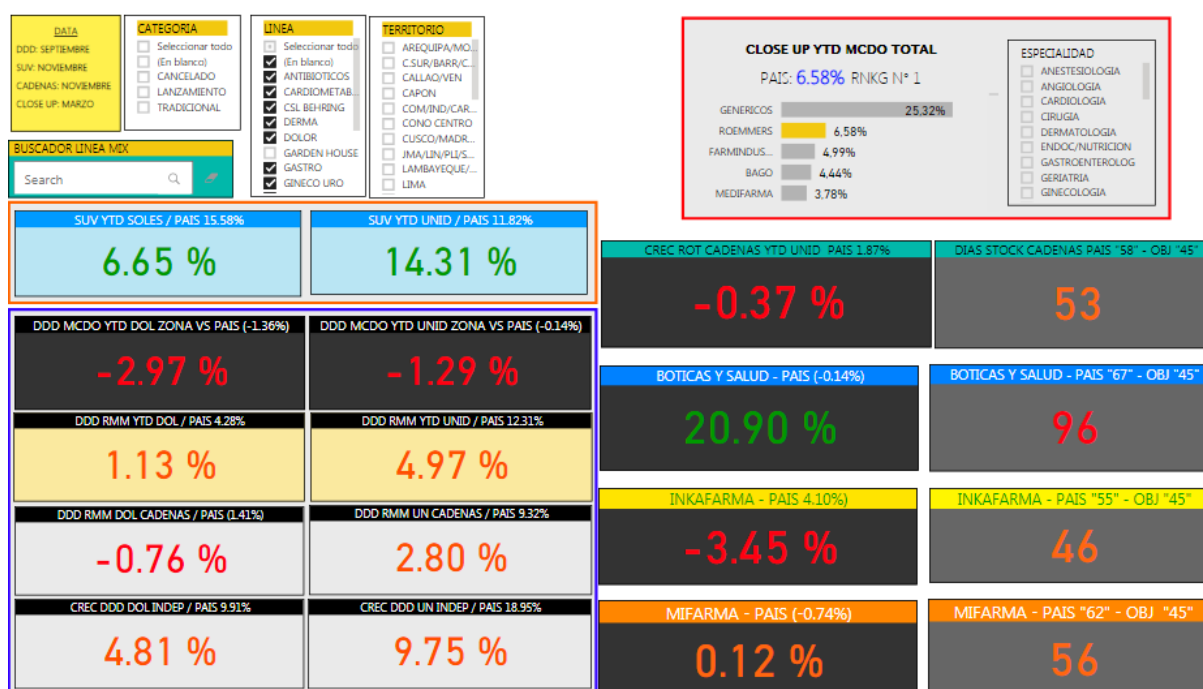 DATA
DDD: SEPTIEMBRE
SUV: NOVIEMBRE
CADENAS: NOVIEMBRE
CLOSE UP: MARZO
CATEGORIA
Seleccionar todo
(En blanco)
CANCELADO
LANZAMIENTO
TRADICIONAL
LINEA
Seleccionar todo
(En blanco)
ANTIBIOTICOS
CARDIOMETAB...
CSL BEHRING
DERMA
DOLOR
GARDEN HOUSE
GASTRO
GINECO URO
TERRITORIO
AREQUIPA/MO...
C.SUR/BARR/C...
CALLAO/VEN
CAPON
COM/IND/CAR...
CONO CENTRO
CUSCO/MADR...
JMA/LIN/PLI/S...
LAMBAYEQUE/...
LIMA
BUSCADOR LINEA MIX
Search
CLOSE UP YTD MCDO TOTAL
PAIS: 6.58% RNKG N° 1
GENERICOS 25,32%
ROEMMERS 6,58%
FARMINDUS... 4,99%
BAGO 4,44%
MEDIFARMA 3,78%
ESPECIALIDAD
ANESTESIOLOGIA
ANGIOLOGIA
CARDIOLOGIA
CIRUGIA
DERMATOLOGIA
ENDOC/NUTRICION
GASTROENTEROLOG
GERIATRIA
GINECOLOGIA
SUV YTD SOLES / PAIS 15.58%
6.65 %
SUV YTD UNID / PAIS 11.82%
14.31 %
DDD MCDO YTD DOL ZONA VS PAIS (-1.36%)
-2.97 %
DDD MCDO YTD UNID ZONA VS PAIS (-0.14%)
-1.29 %
DDD RMM YTD DOL / PAIS 4.28%
1.13 %
DDD RMM YTD UNID / PAIS 12.31%
4.97 %
DDD RMM DOL CADENAS / PAIS (1.41%)
-0.76 %
DDD RMM UN CADENAS / PAIS 9.32%
2.80 %
CREC DDD DOL INDEP / PAIS 9.91%
4.81 %
CREC DDD UN INDEP / PAIS 18.95%
9.75 %
CREC ROT CADENAS YTD UNID PAIS 1.87%
-0.37 %
DIAS STOCK CADENAS PAIS "58" - OBJ "45"
53
BOTICAS Y SALUD - PAIS (-0.14%)
20.90 %
BOTICAS Y SALUD - PAIS "67" - OBJ "45"
96
INKAFARMA - PAIS 4.10%)
-3.45 %
INKAFARMA - PAIS "55" - OBJ "45"
46
MIFARMA - PAIS (-0.74%)
0.12 %
MIFARMA - PAIS "62" - OBJ "45"
56